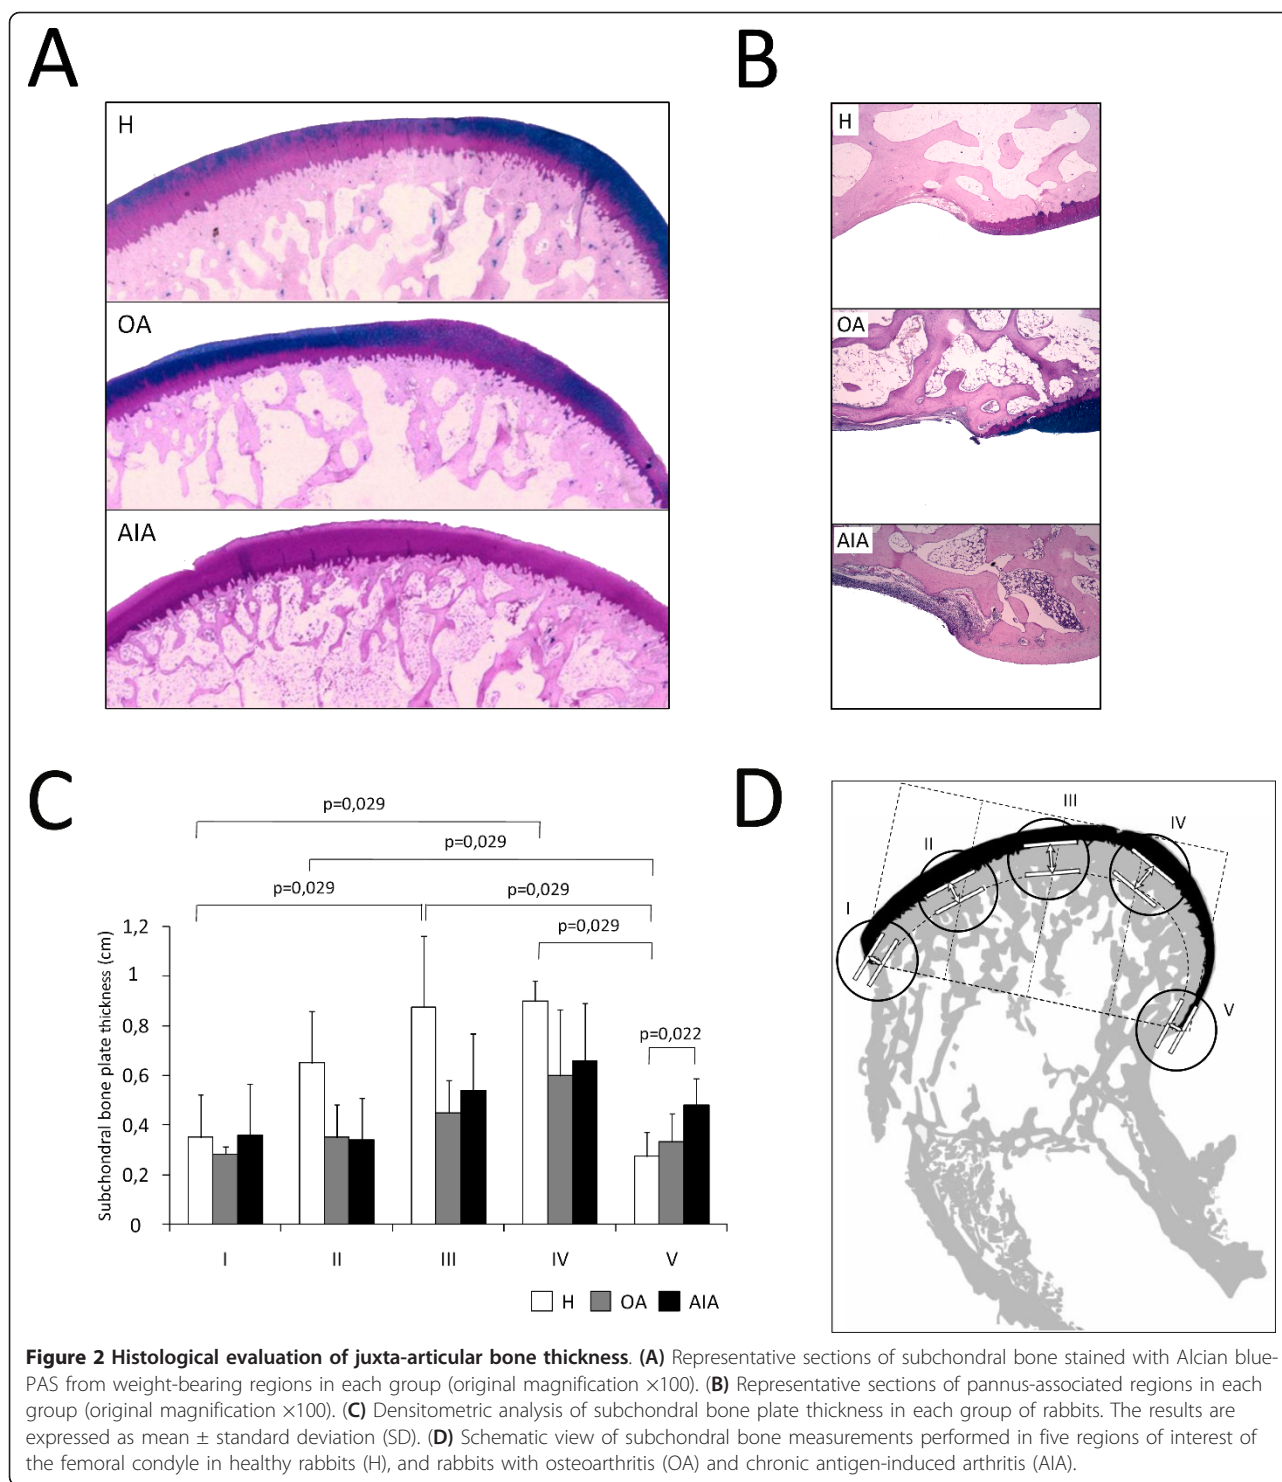 A
B
H
OA
AIA
H
OA
AIA
C
p=0,029
p=0,029
p=0,029
p=0,029
p=0,029
p=0,022
Subchondral bone plate thickness (cm)
1,2
1
0,8
0,6
0,4
0,2
0
I
II
III
IV
V
H
OA
AIA
D
I
II
III
IV
V
Figure 2 Histological evaluation of juxta-articular bone thickness. (A) Representative sections of subchondral bone stained with Alcian blue-
PAS from weight-bearing regions in each group (original magnification ×100). (B) Representative sections of pannus-associated regions in each
group (original magnification ×100). (C) Densitometric analysis of subchondral bone plate thickness in each group of rabbits. The results are
expressed as mean ± standard deviation (SD). (D) Schematic view of subchondral bone measurements performed in five regions of interest of
the femoral condyle in healthy rabbits (H), and rabbits with osteoarthritis (OA) and chronic antigen-induced arthritis (AIA).